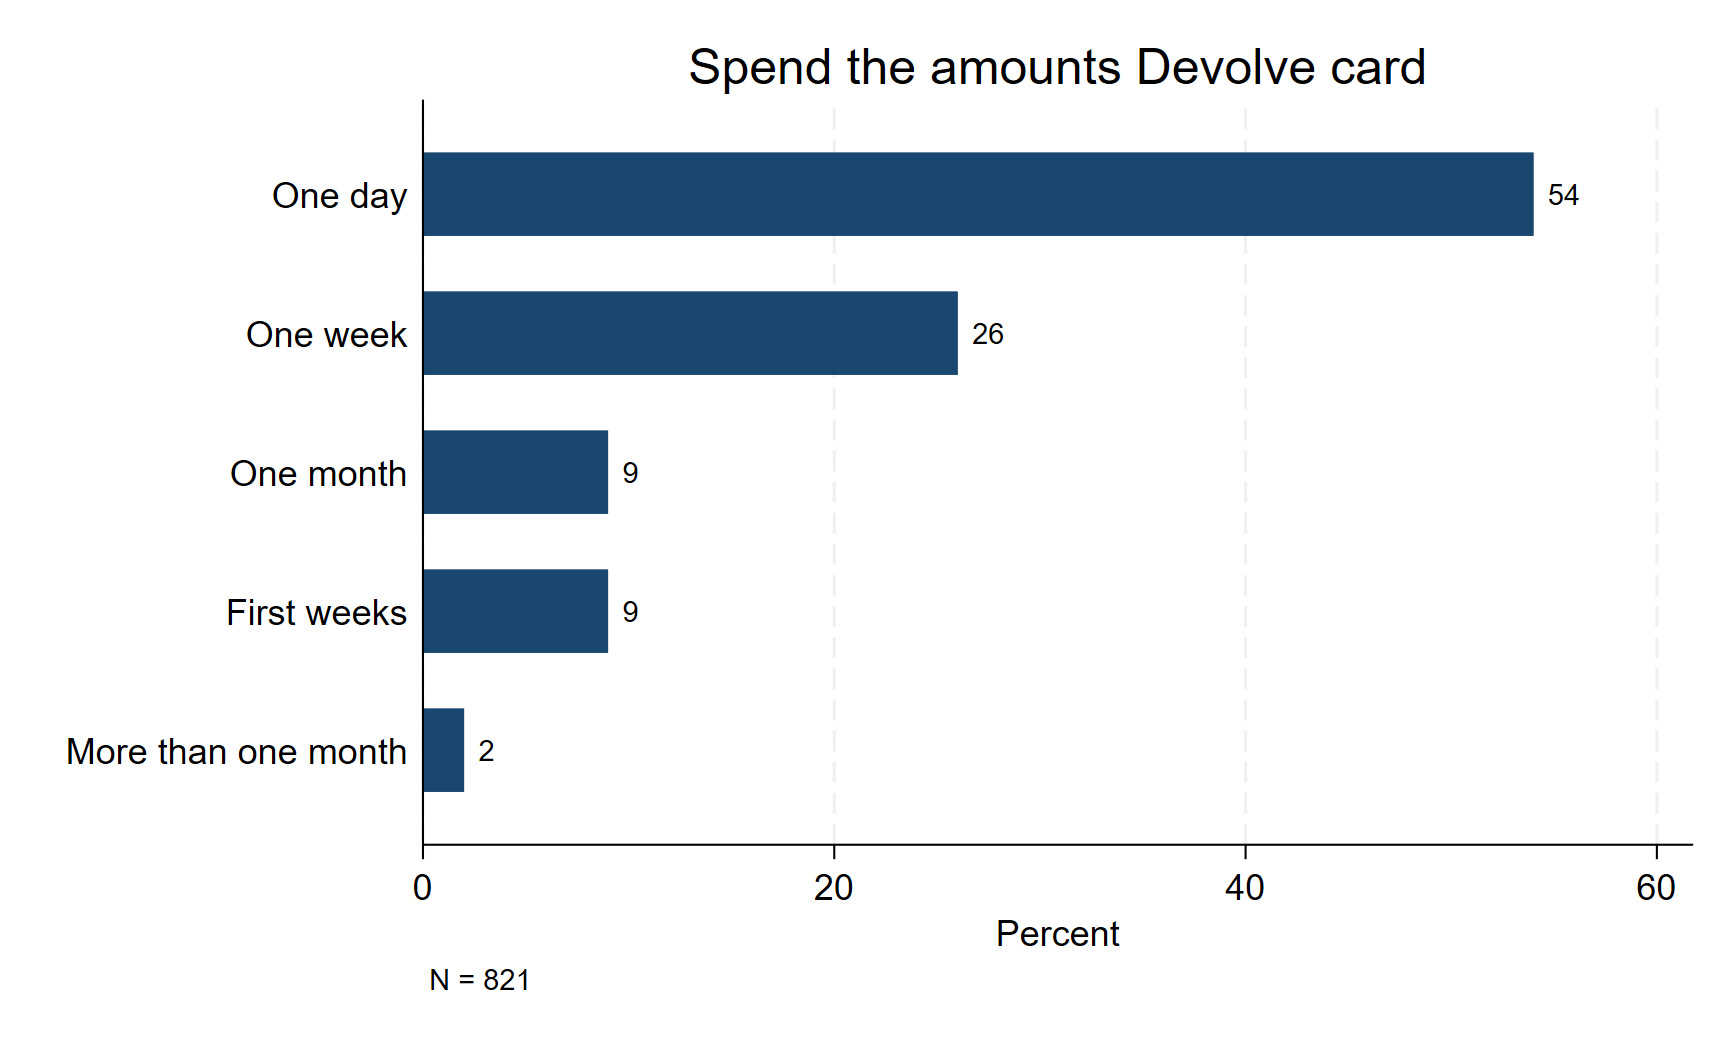 Spend the amounts Devolve card
One day 54
One week 26
One month 9
First weeks 9
More than one month 2
0 20 40 60
Percent
N = 821